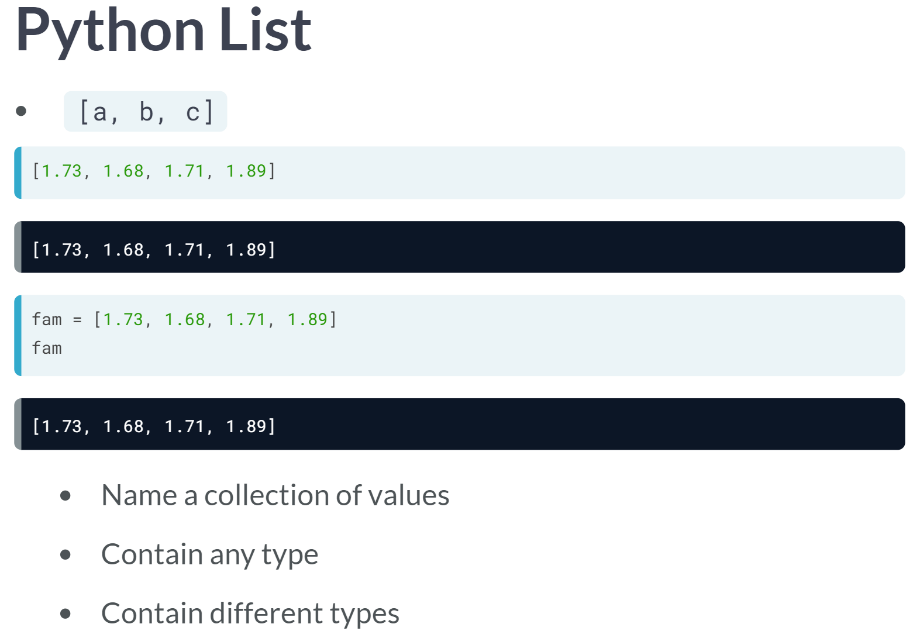 Python List
• [a, b, c]
[1.73, 1.68, 1.71, 1.89]
[1.73, 1.68, 1.71, 1.89]
fam = [1.73, 1.68, 1.71, 1.89]
fam
[1.73, 1.68, 1.71, 1.89]
• Name a collection of values
• Contain any type
• Contain different types